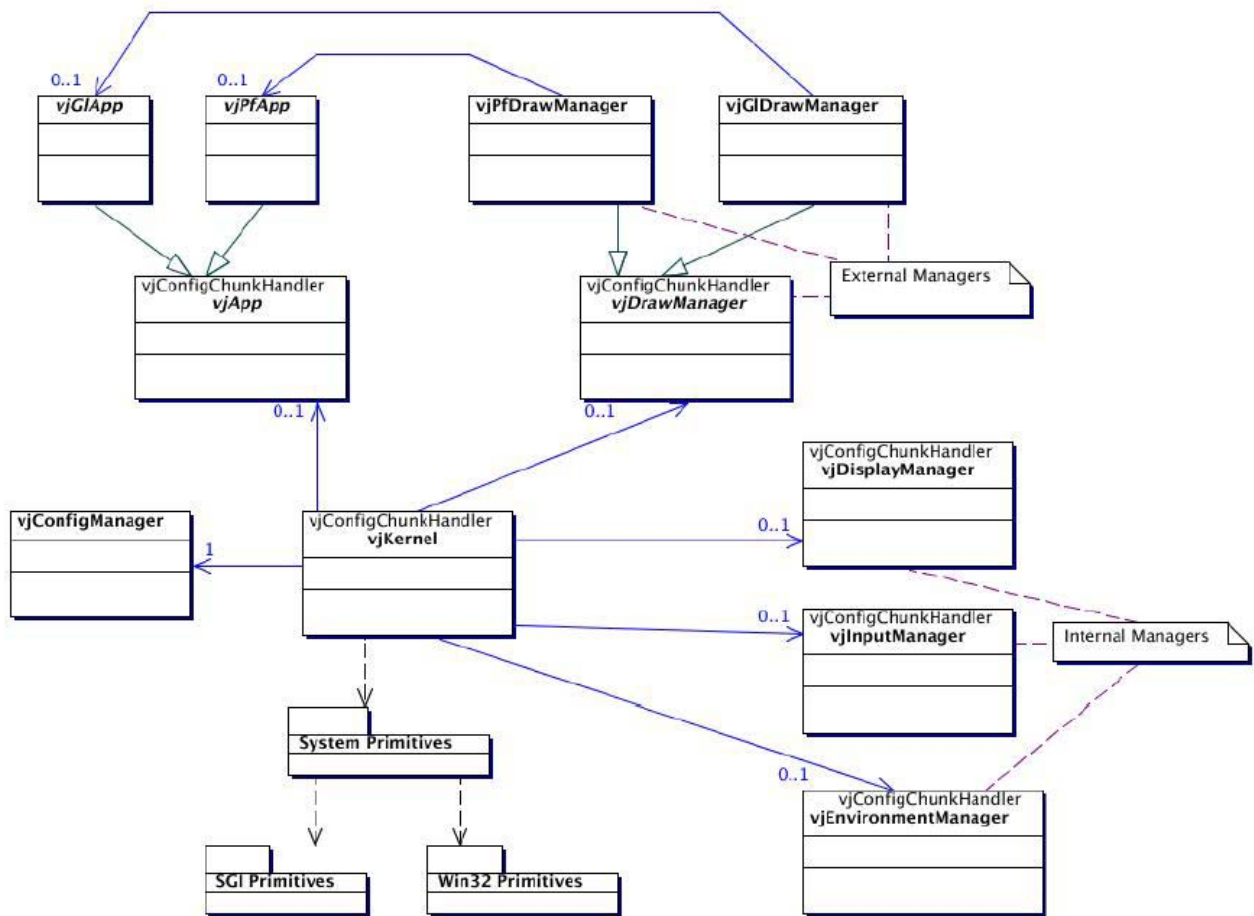 0..1
0..1
vjGlApp
vjPfApp
vjPfDrawManager
vjGlDrawManager
External Managers
vjConfigChunkHandler
vjApp
vjConfigChunkHandler
vjDrawManager
0..1
0..1
vjConfigChunkHandler
vjDisplayManager
vjConfigManager
1
vjConfigChunkHandler
vjKernel
0..1
0..1
vjConfigChunkHandler
vjInputManager
Internal Managers
System Primitives
0..1
vjConfigChunkHandler
vjEnvironmentManager
SGI Primitives
Win32 Primitives